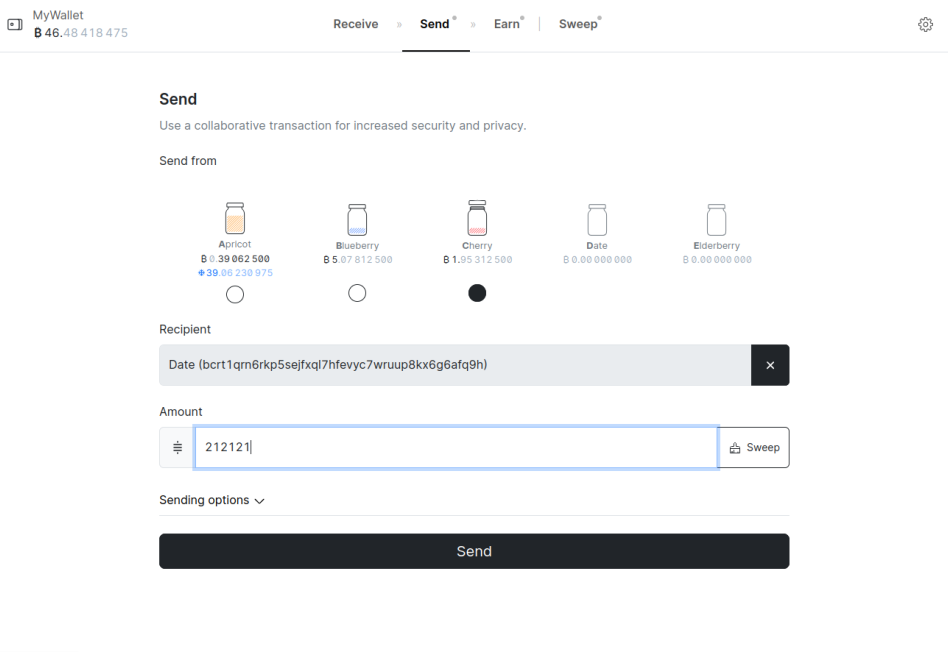 MyWallet
₿ 46.48 418 475
Receive » Send » Earn | Sweep
Send
Use a collaborative transaction for increased security and privacy.
Send from
Apricot Blueberry Cherry Date Elderberry
₿ 0.39 062 500 ₿ 5.07 812 500 ₿ 1.95 312 500 ₿ 0.00 000 000 ₿ 0.00 000 000
39.06 230 975
Recipient
Date (bcrt1qrn6rkp5sejfxql7hfevyc7wruup8kx6g6afq9h)
Amount
212121
Sweep
Sending options
Send